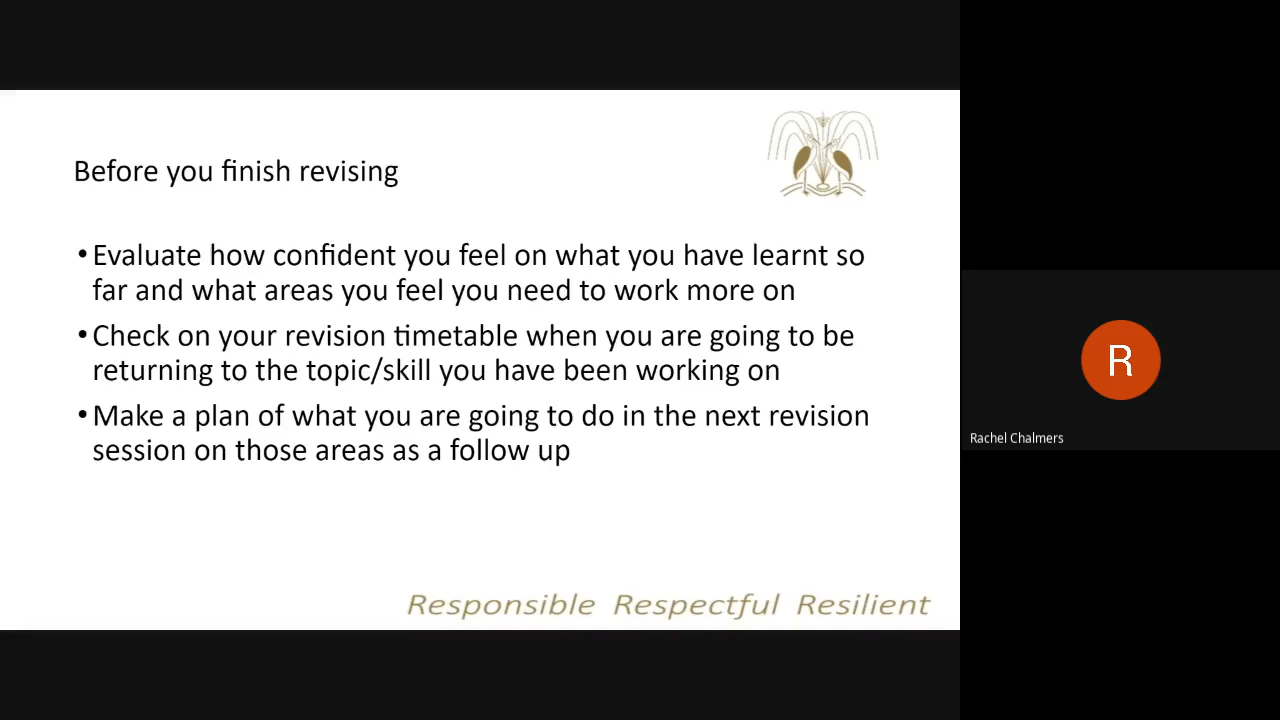 Before you finish revising
•Evaluate how confident you feel on what you have learnt so
far and what areas you feel you need to work more on
•Check on your revision timetable when you are going to be
returning to the topic/skill you have been working on
•Make a plan of what you are going to do in the next revision
session on those areas as a follow up
Responsible Respectful Resilient
R
Rachel Chalmers